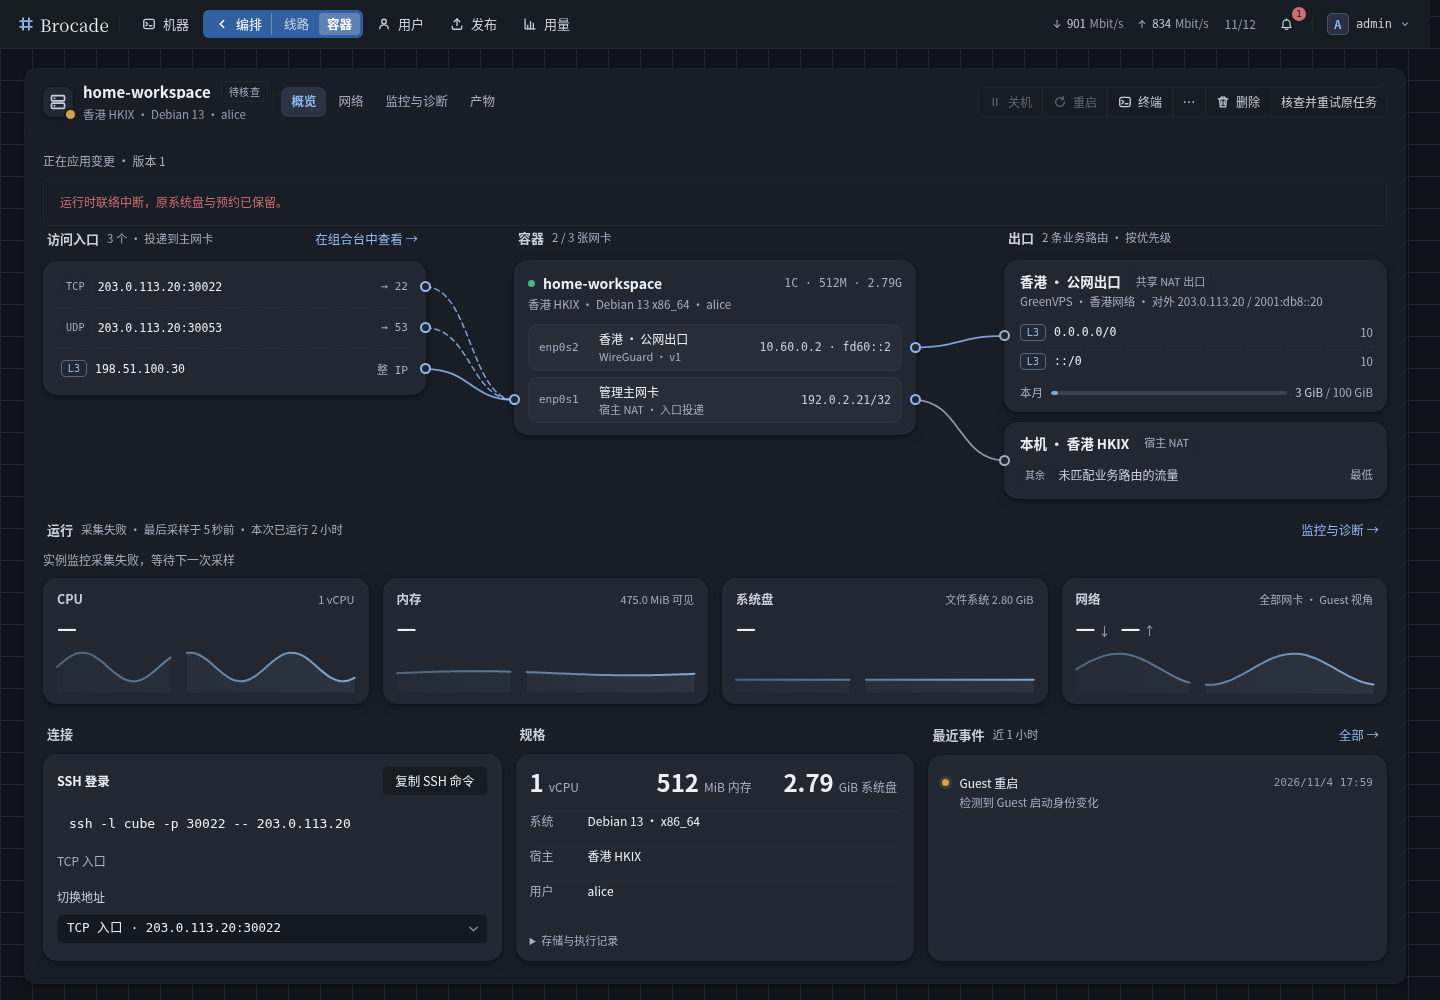 Brocade
机器
编排
线路
容器
用户
发布
用量
↓ 901 Mbit/s
↑ 834 Mbit/s
11/12
1
A
admin
home-workspace
待核查
香港 HKIX · Debian 13 · alice
概览
网络
监控与诊断
产物
关机
重启
终端
···
删除
核查并重试原任务
正在应用变更 · 版本 1
运行时联络中断，原系统盘与预约已保留。
访问入口 3 个 · 投递到主网卡
在组合台中查看 →
TCP 203.0.113.20:30022 → 22
UDP 203.0.113.20:30053 → 53
L3 198.51.100.30 整 IP
容器 2 / 3 张网卡
home-workspace 1C · 512M · 2.79G
香港 HKIX · Debian 13 x86_64 · alice
enp0s2 香港 · 公网出口 10.60.0.2 · fd60::2
WireGuard · v1
enp0s1 管理主网卡 192.0.2.21/32
宿主 NAT · 入口投递
出口 2 条业务路由 · 按优先级
香港 · 公网出口 共享 NAT 出口
GreenVPS · 香港网络 · 对外 203.0.113.20 / 2001:db8::20
L3 0.0.0.0/0 10
L3 ::/0 10
本月 3 GiB / 100 GiB
本机 · 香港 HKIX 宿主 NAT
其余 未匹配业务路由的流量 最低
运行 采集失败 · 最后采样于 5 秒前 · 本次已运行 2 小时
监控与诊断 →
实例监控采集失败，等待下一次采样
CPU 1 vCPU
—
内存 475.0 MiB 可见
—
系统盘 文件系统 2.80 GiB
—
网络 全部网卡 · Guest 视角
— ↓ — ↑
连接
SSH 登录
复制 SSH 命令
ssh -l cube -p 30022 -- 203.0.113.20
TCP 入口
切换地址
TCP 入口 · 203.0.113.20:30022
规格
1 vCPU 512 MiB 内存 2.79 GiB 系统盘
系统 Debian 13 · x86_64
宿主 香港 HKIX
用户 alice
▶ 存储与执行记录
最近事件 近 1 小时
全部 →
Guest 重启 2026/11/4 17:59
检测到 Guest 启动身份变化